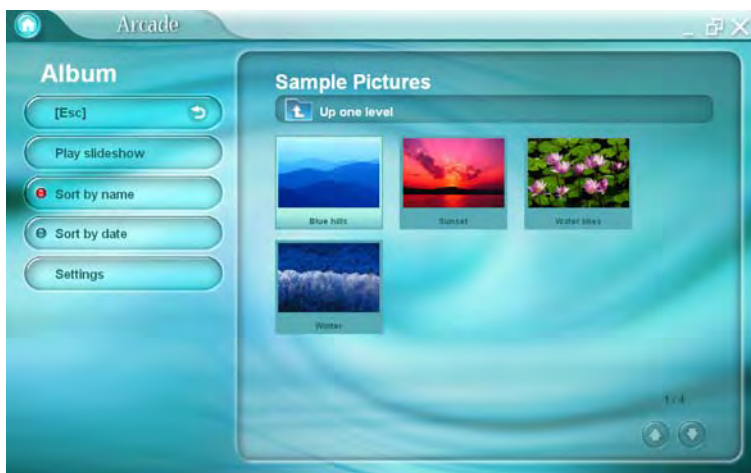 Arcade
Album
[Esc]
Play slideshow
Sort by name
Sort by date
Settings
Sample Pictures
Up one level
Blue hills
Sunset
Water lilies
Winter
1 / 4